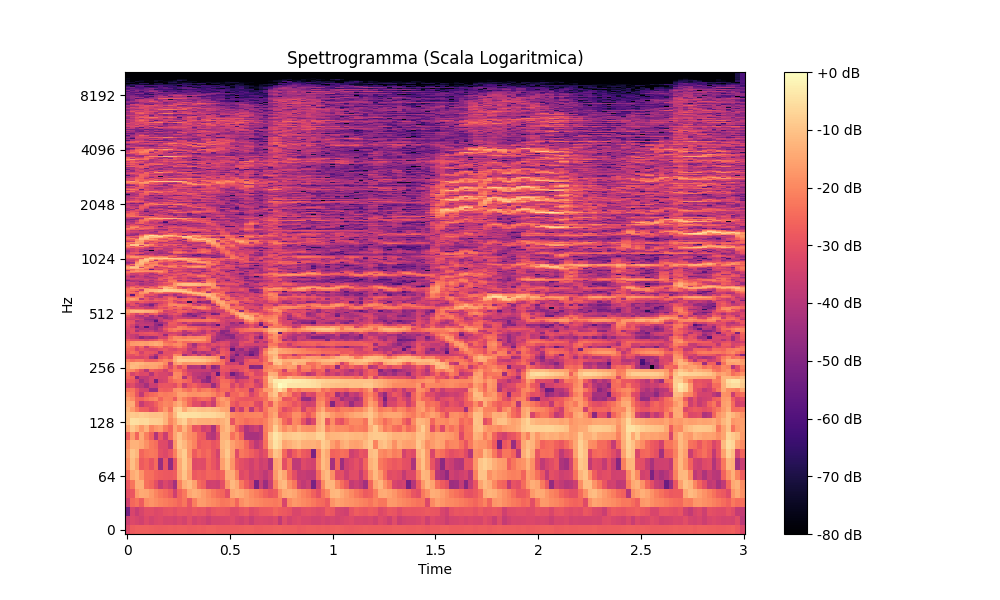 Spettrogramma (Scala Logaritmica)
Hz
8192
4096
2048
1024
512
256
128
64
0
0 0.5 1 1.5 2 2.5 3
Time
+0 dB
-10 dB
-20 dB
-30 dB
-40 dB
-50 dB
-60 dB
-70 dB
-80 dB